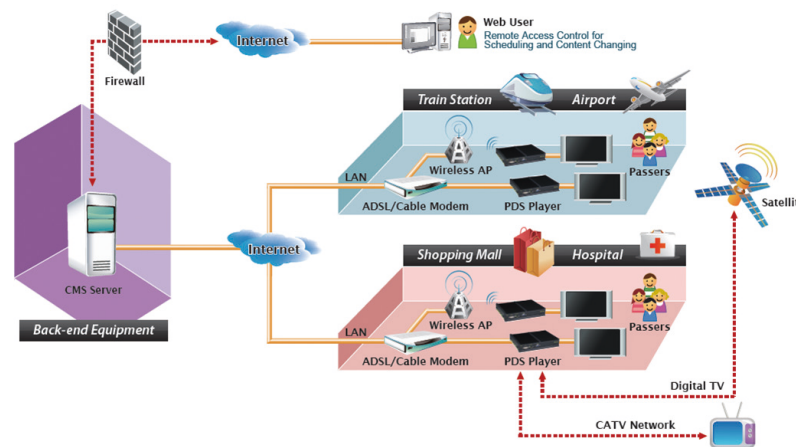 Web User
Internet
Remote Access Control for
Scheduling and Content Changing
Firewall
Train Station
Airport
LAN
Wireless AP
Passers
ADSL/Cable Modem
PDS Player
Satellit
Internet
CMS Server
Back-end Equipment
Shopping Mall
Hospital
LAN
Wireless AP
Passers
ADSL/Cable Modem
PDS Player
Digital TV
CATV Network